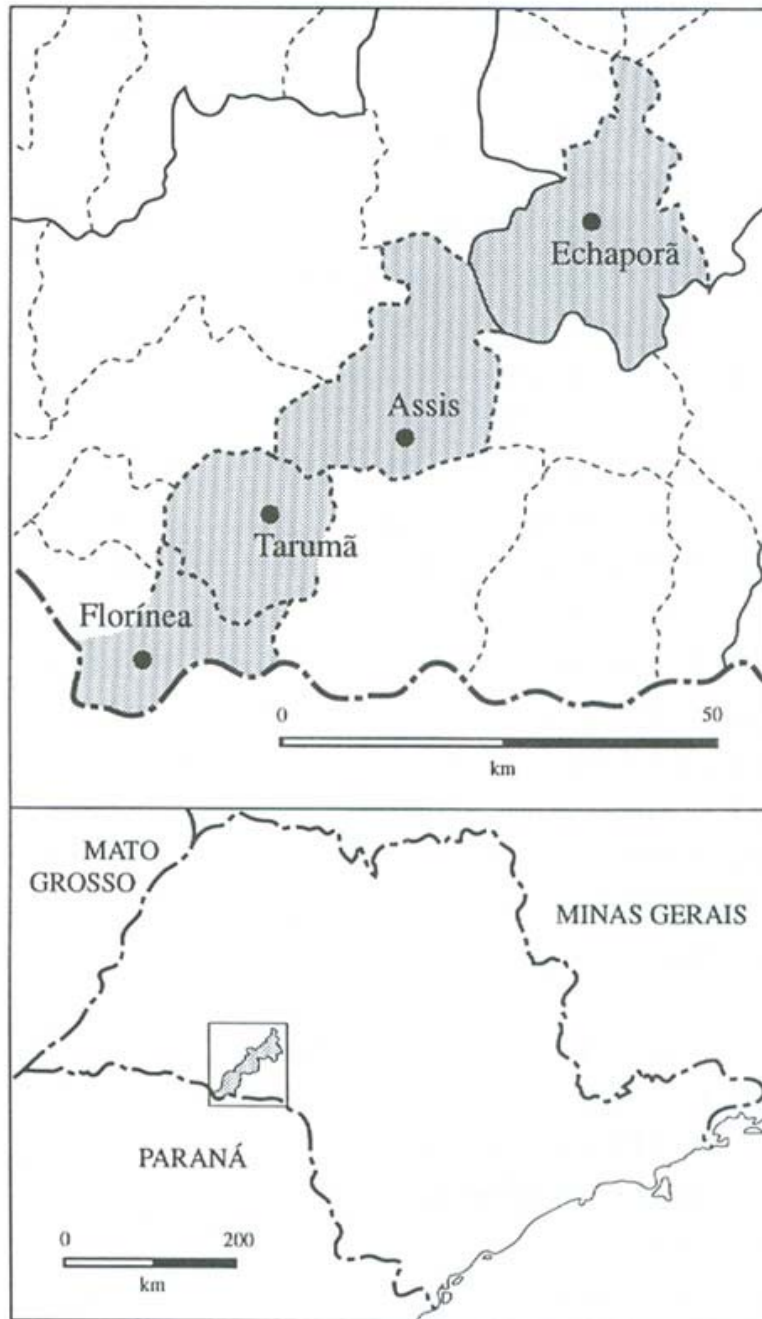 Echaporã
Assis
Tarumã
Florínea
0 50
km
MATO
GROSSO
MINAS GERAIS
PARANÁ
0 200
km